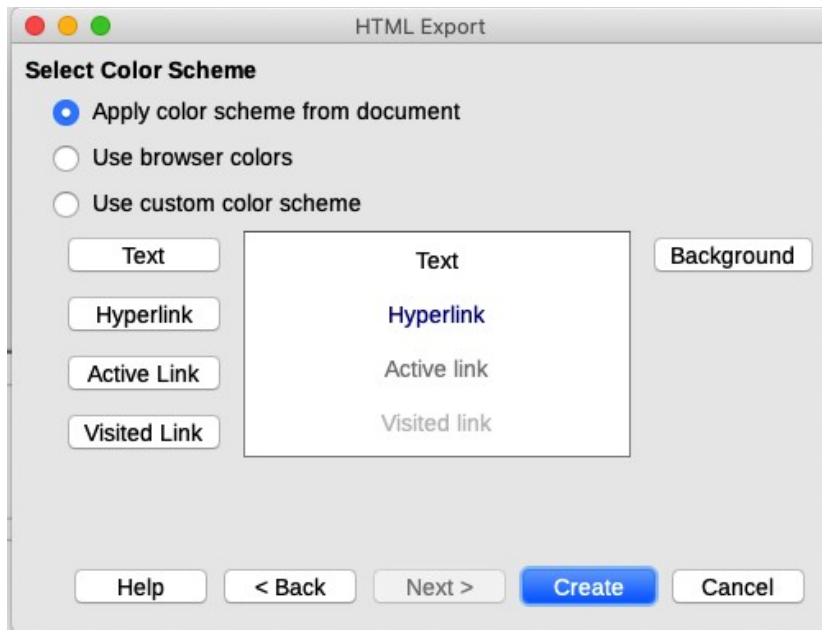 HTML Export
Select Color Scheme
Apply color scheme from document
Use browser colors
Use custom color scheme
Text Text Background
Hyperlink Hyperlink
Active Link Active link
Visited Link Visited link
Help < Back Next > Create Cancel